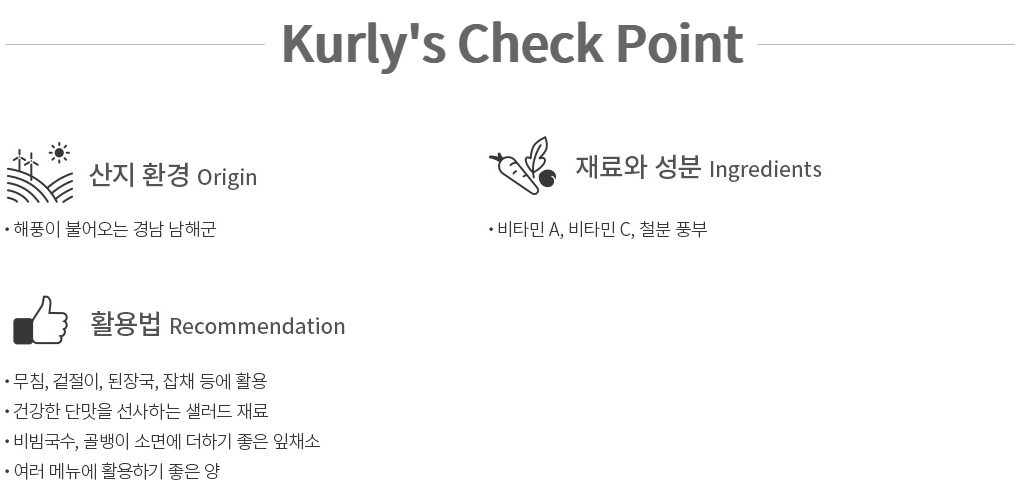 Kurly's Check Point
산지 환경 Origin
• 해풍이 불어오는 경남 남해군
재료와 성분 Ingredients
• 비타민 A, 비타민 C, 철분 풍부
활용법 Recommendation
• 무침, 겉절이, 된장국, 잡채 등에 활용
• 건강한 단맛을 선사하는 샐러드 재료
• 비빔국수, 골뱅이 소면에 더하기 좋은 잎채소
• 여러 메뉴에 활용하기 좋은 양